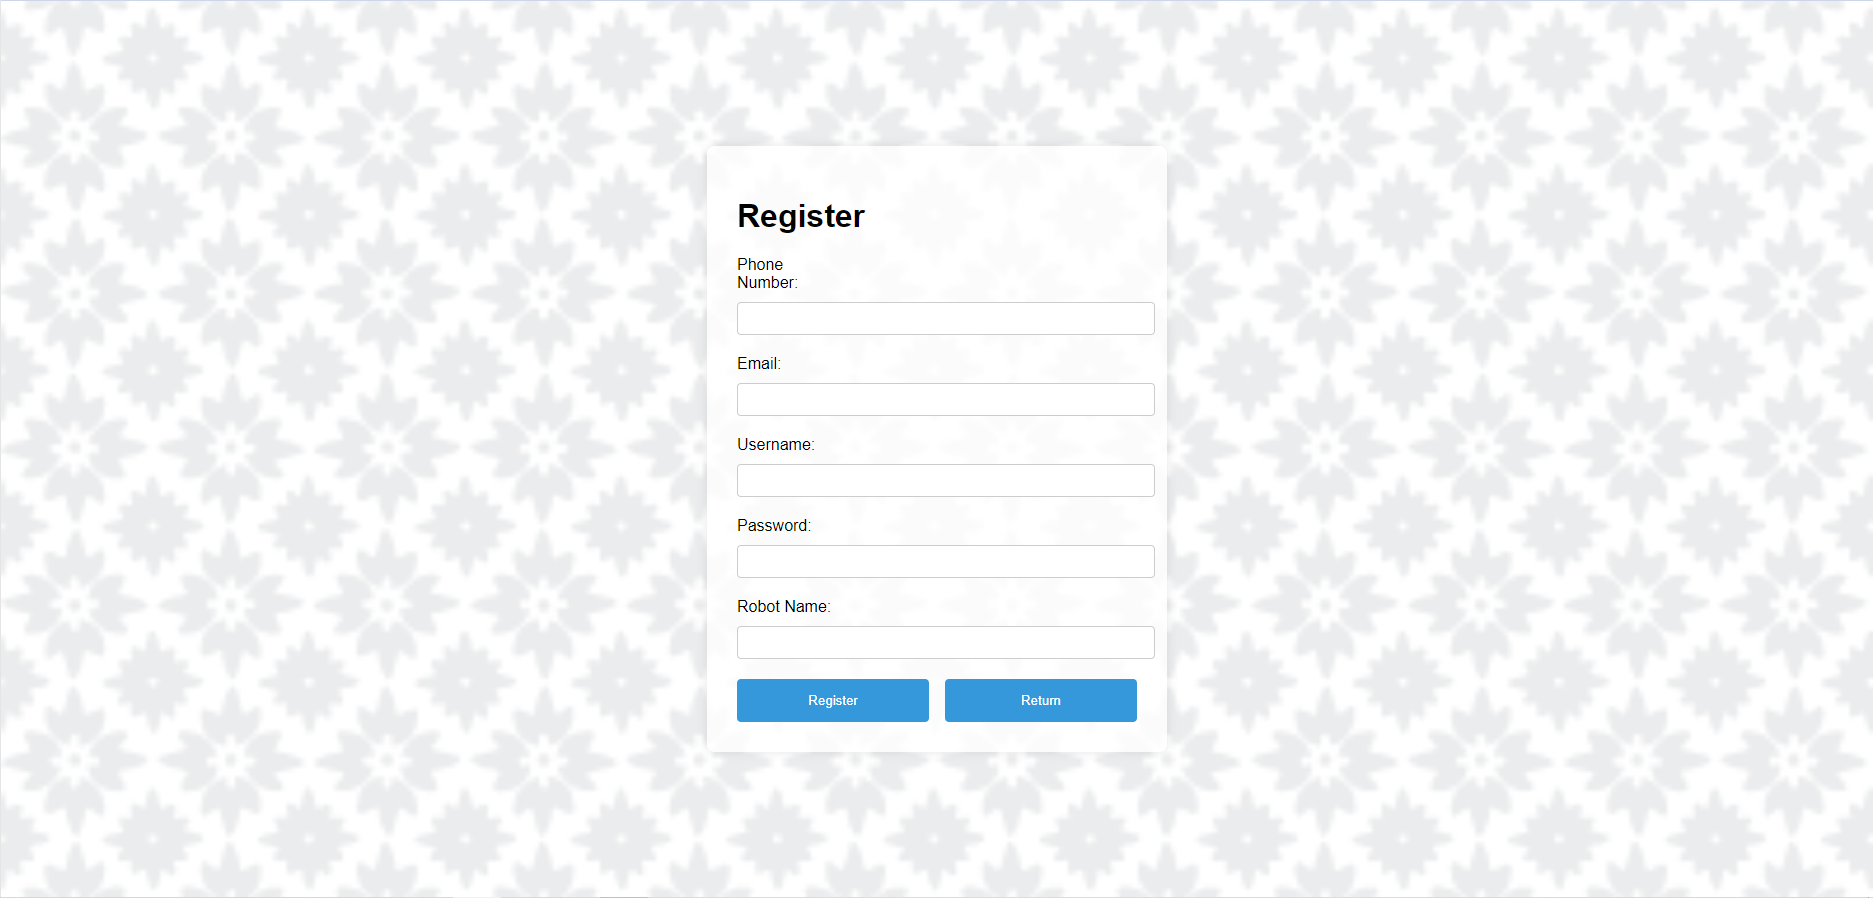 Register
Phone
Number:
Email:
Username:
Password:
Robot Name:
Register
Return